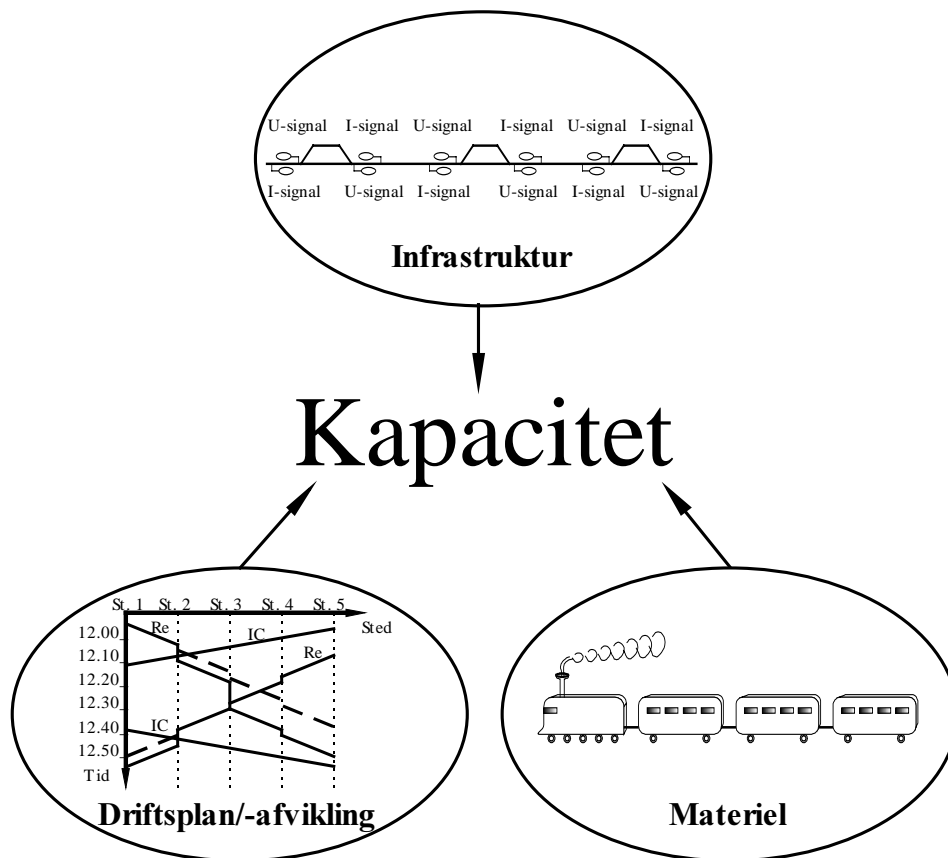 U-signal I-signal U-signal I-signal U-signal I-signal
I-signal U-signal I-signal U-signal I-signal U-signal
Infrastruktur
Kapacitet
St. 1 St. 2 St. 3 St. 4 St. 5
Sted
Re IC Re
12.00
12.10
12.20
12.30
12.40
12.50
IC
Tid
Driftsplan/-afvikling
Materiel